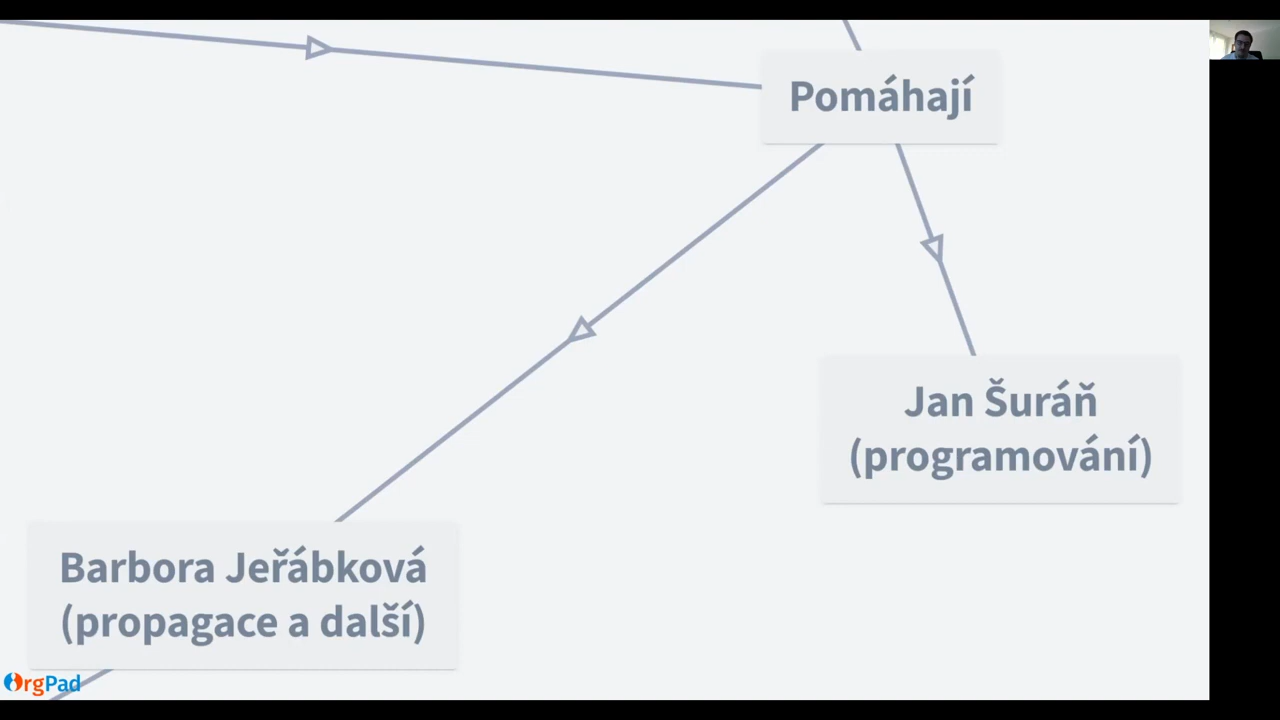 Pomáhají
Jan Šuráň
(programování)
Barbora Jeřábková
(propagace a další)
OrgPad